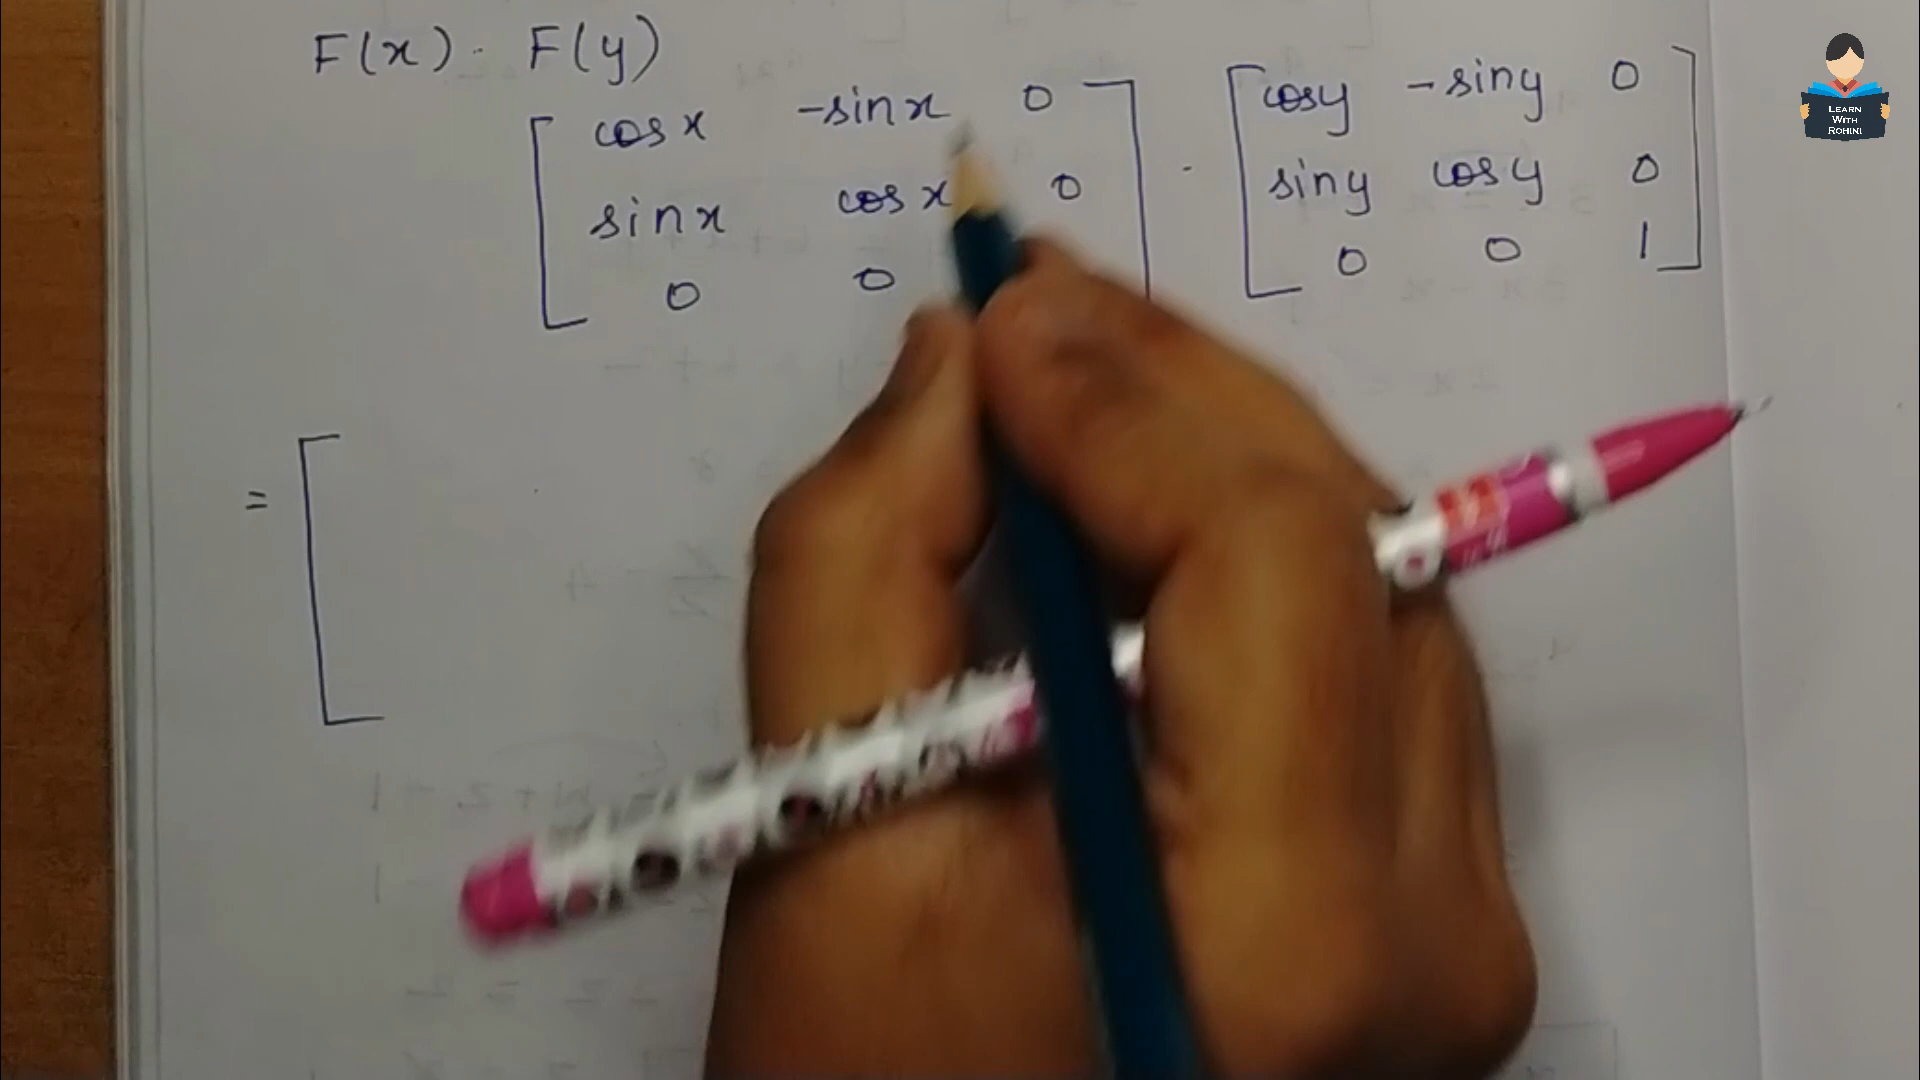 F(x) · F(y)
cos x -sin x 0 · cos y -sin y 0
sin x cos x 0 sin y cos y 0
0 0 0 0 1
=
LEARN
WITH
ROHINI